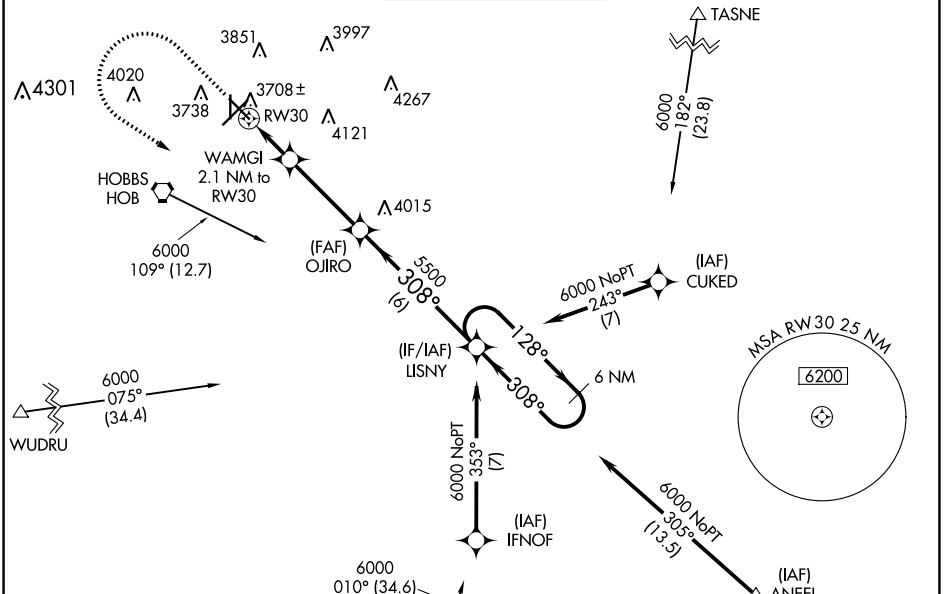 TASNE
3851
3997
4301
4020
3738
3708 ±
4267
RW30
4121
6000
182°
(23.8)
WAMGI
2.1 NM to
RW30
HOBBS
HOB
4015
6000
109° (12.7)
(FAF)
OJIRO
5500
308°
(6)
(IAF)
CUKED
6000 NoPT
243°
(7)
(IF/IAF)
LISNY
128°
308°
6 NM
MSA RW30 25 NM
6200
6000
075°
(34.4)
WUDRU
6000 NoPT
353°
(7)
6000 NoPT
305°
(13.5)
(IAF)
IFNOF
6000
010° (34.6)
(IAF)